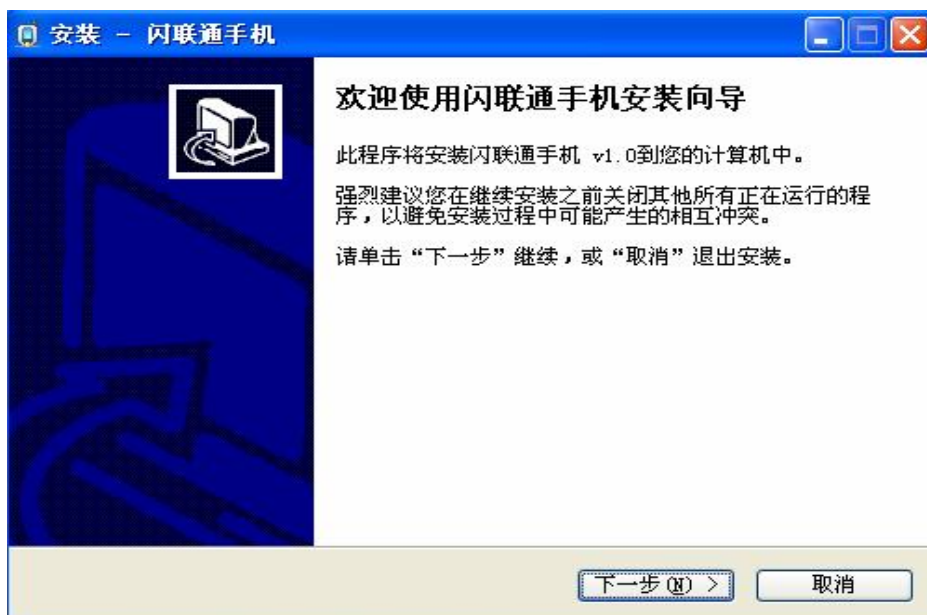 安装 - 闪联通手机
欢迎使用闪联通手机安装向导
此程序将安装闪联通手机 v1.0到您的计算机中。
强烈建议您在继续安装之前关闭其他所有正在运行的程
序，以避免安装过程中可能产生的相互冲突。
请单击“下一步”继续，或“取消”退出安装。
下一步(N) >
取消